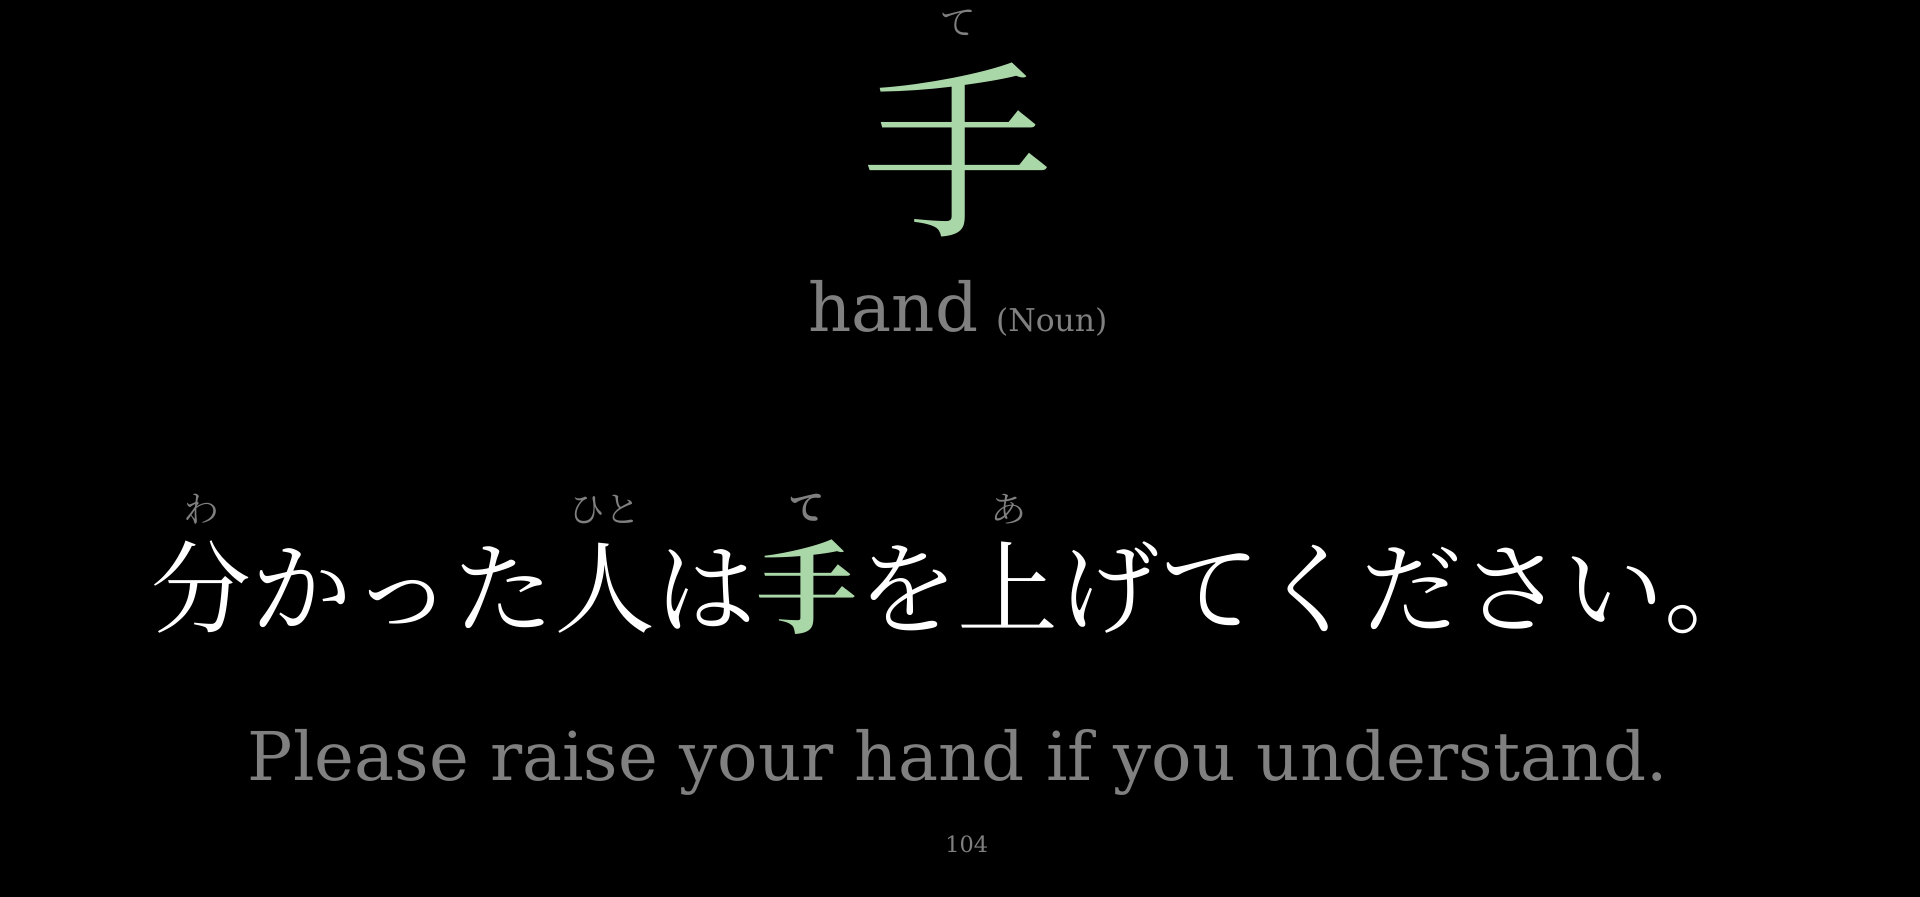 て
手
hand (Noun)
わ ひと て あ
分かった人は手を上げてください。
Please raise your hand if you understand.
104